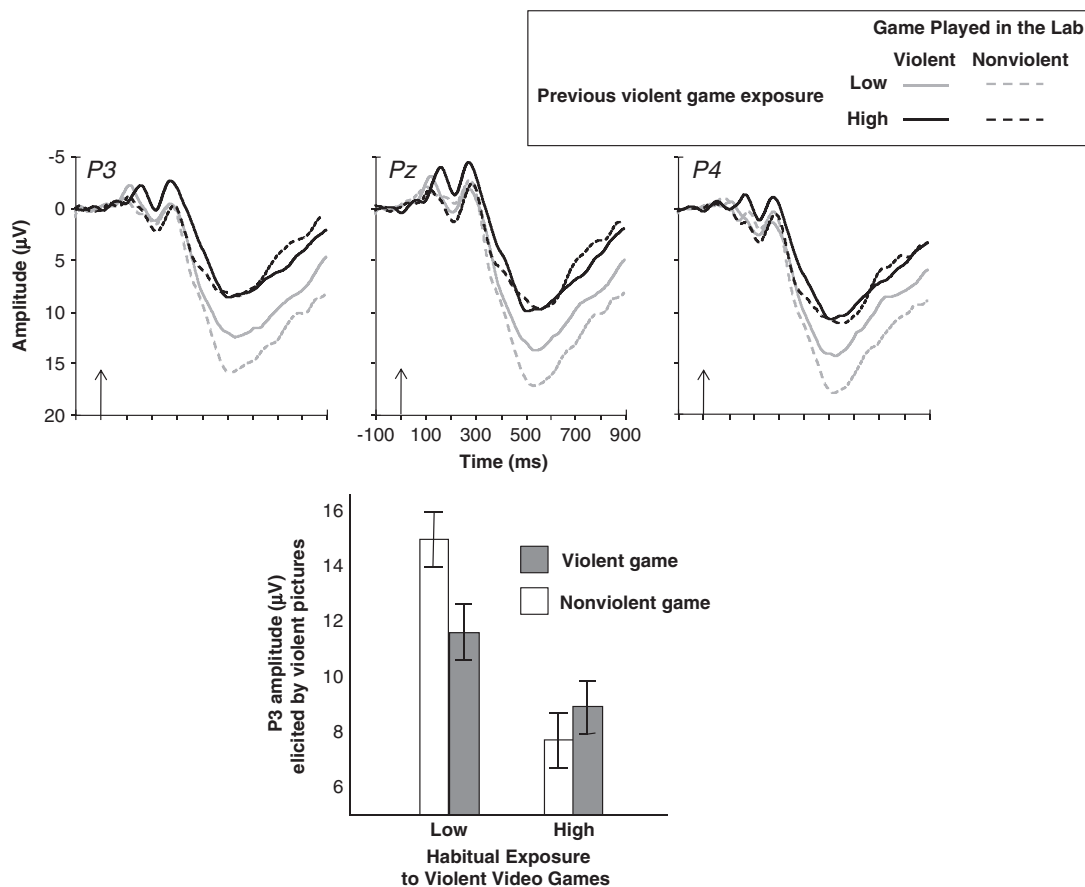 Game Played in the Lab
Violent Nonviolent
Previous violent game exposure
Low
High
P3
Pz
P4
Amplitude (µV)
-5
0
5
10
15
20
-100 100 300 500 700 900
Time (ms)
P3 amplitude (µV)
elicited by violent pictures
16
14
12
10
8
6
Violent game
Nonviolent game
Low High
Habitual Exposure
to Violent Video Games